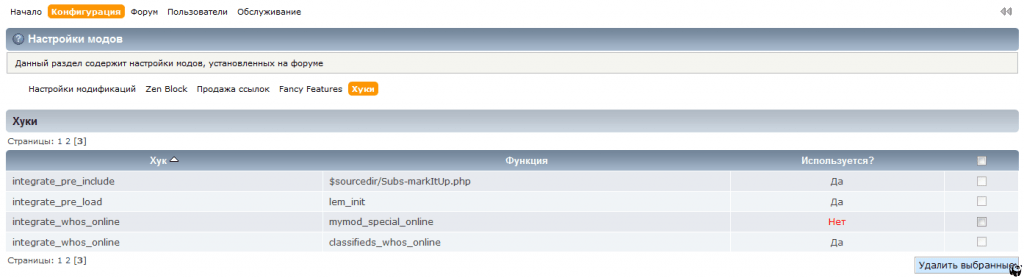 Начало Конфигурация Форум Пользователи Обслуживание
Настройки модов
Данный раздел содержит настройки модов, установленных на форуме
Настройки модификаций Zen Block Продажа ссылок Fancy Features Хуки
Хуки
Страницы: 1 2 [3]
Хук Функция Используется?
integrate_pre_include $sourcedir/Subs-markItUp.php Да
integrate_pre_load lem_init Да
integrate_whos_online mymod_special_online Нет
integrate_whos_online classifieds_whos_online Да
Страницы: 1 2 [3] Удалить выбранные